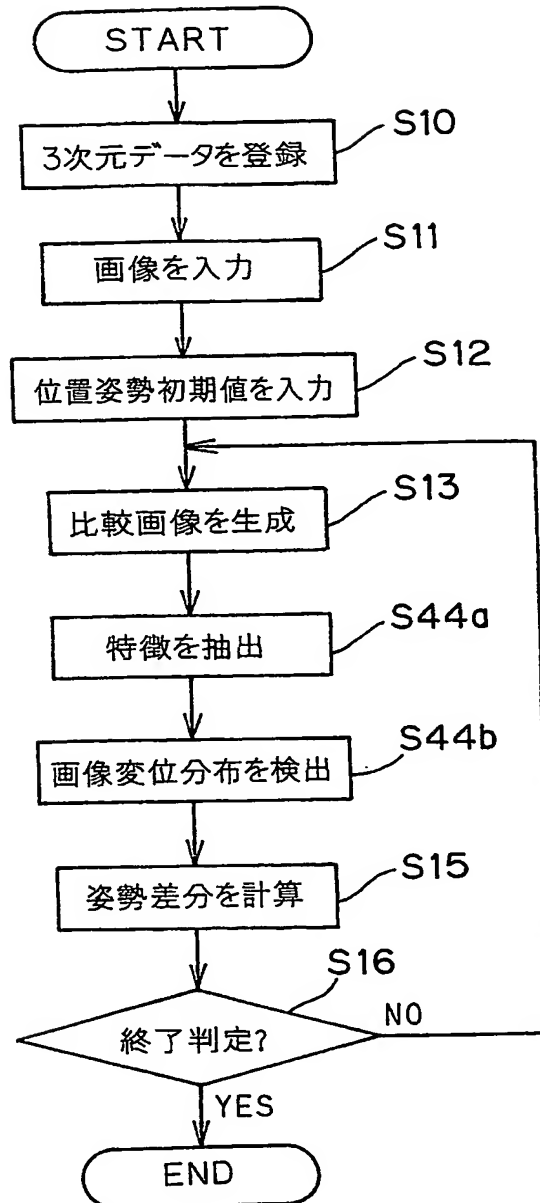 START
3次元データを登録
S10
画像を入力
S11
位置姿勢初期値を入力
S12
比較画像を生成
S13
特徴を抽出
S44a
画像変位分布を検出
S44b
姿勢差分を計算
S15
終了判定?
S16
NO
YES
END